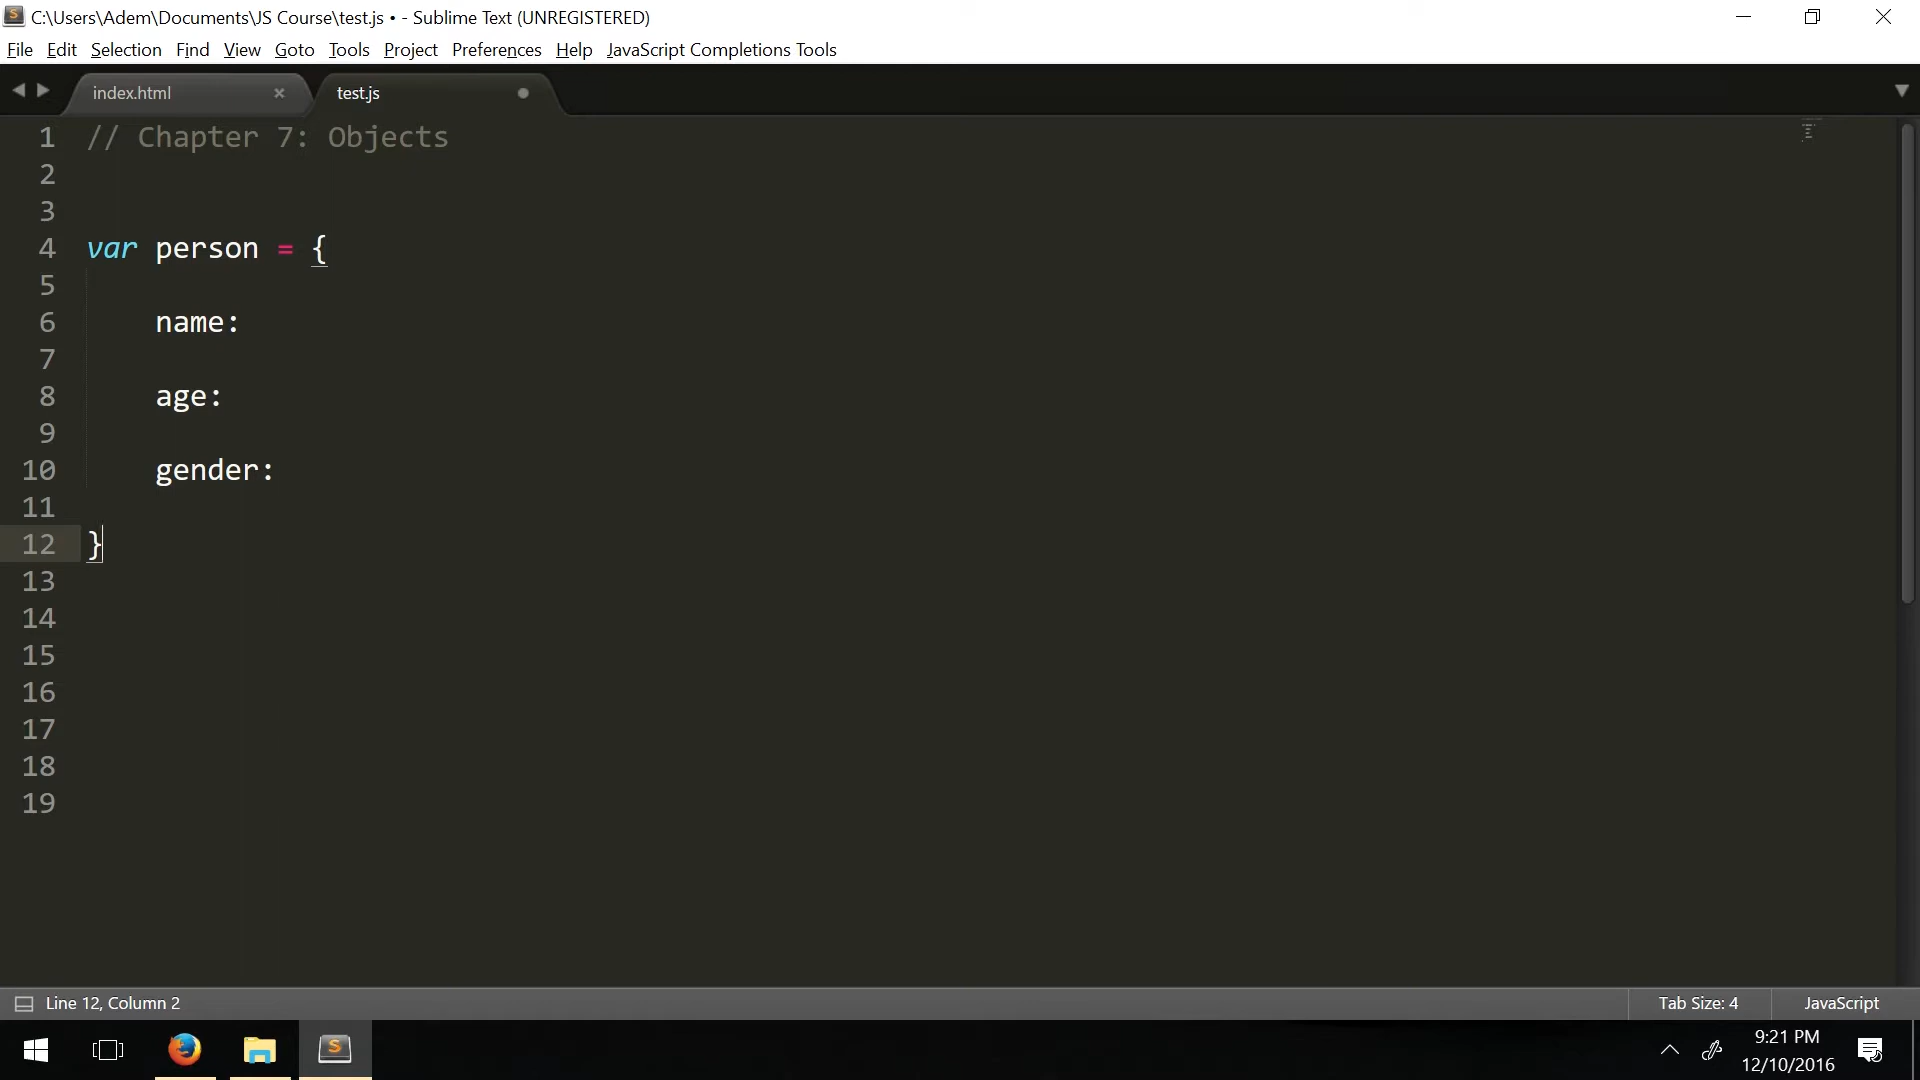 C:\Users\Adem\Documents\JS Course\test.js • - Sublime Text (UNREGISTERED)
File Edit Selection Find View Goto Tools Project Preferences Help JavaScript Completions Tools
index.html × test.js
1 // Chapter 7: Objects
2
3
4 var person = {
5
6 name:
7
8 age:
9
10 gender:
11
12 }
13
14
15
16
17
18
19
Line 12, Column 2 Tab Size: 4 JavaScript
9:21 PM
12/10/2016